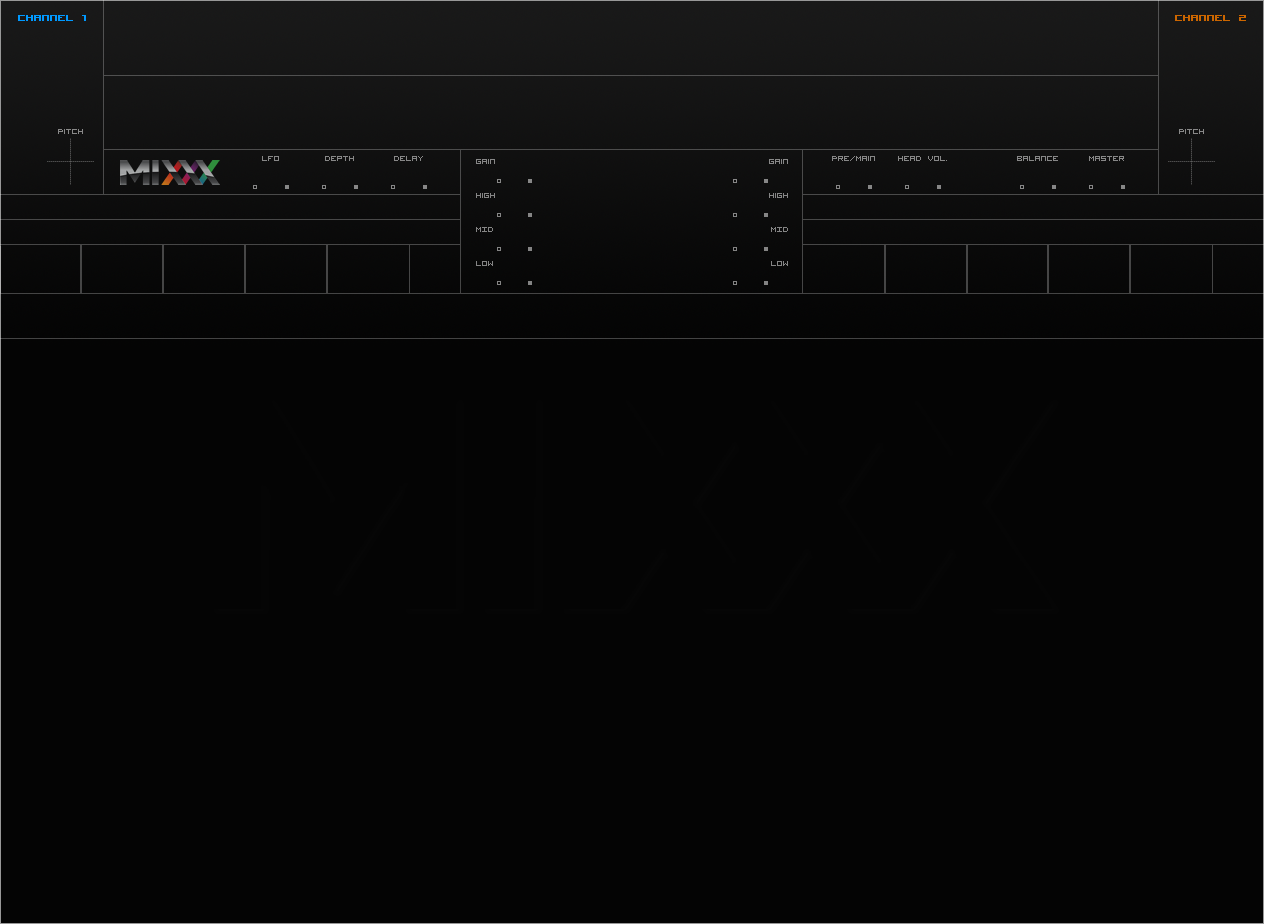 CHANNEL 1
CHANNEL 2
PITCH
PITCH
MIXXX
LFO
DEPTH
DELAY
GAIN
GAIN
PRE/MAIN
HEAD VOL.
BALANCE
MASTER
HIGH
HIGH
MID
MID
LOW
LOW